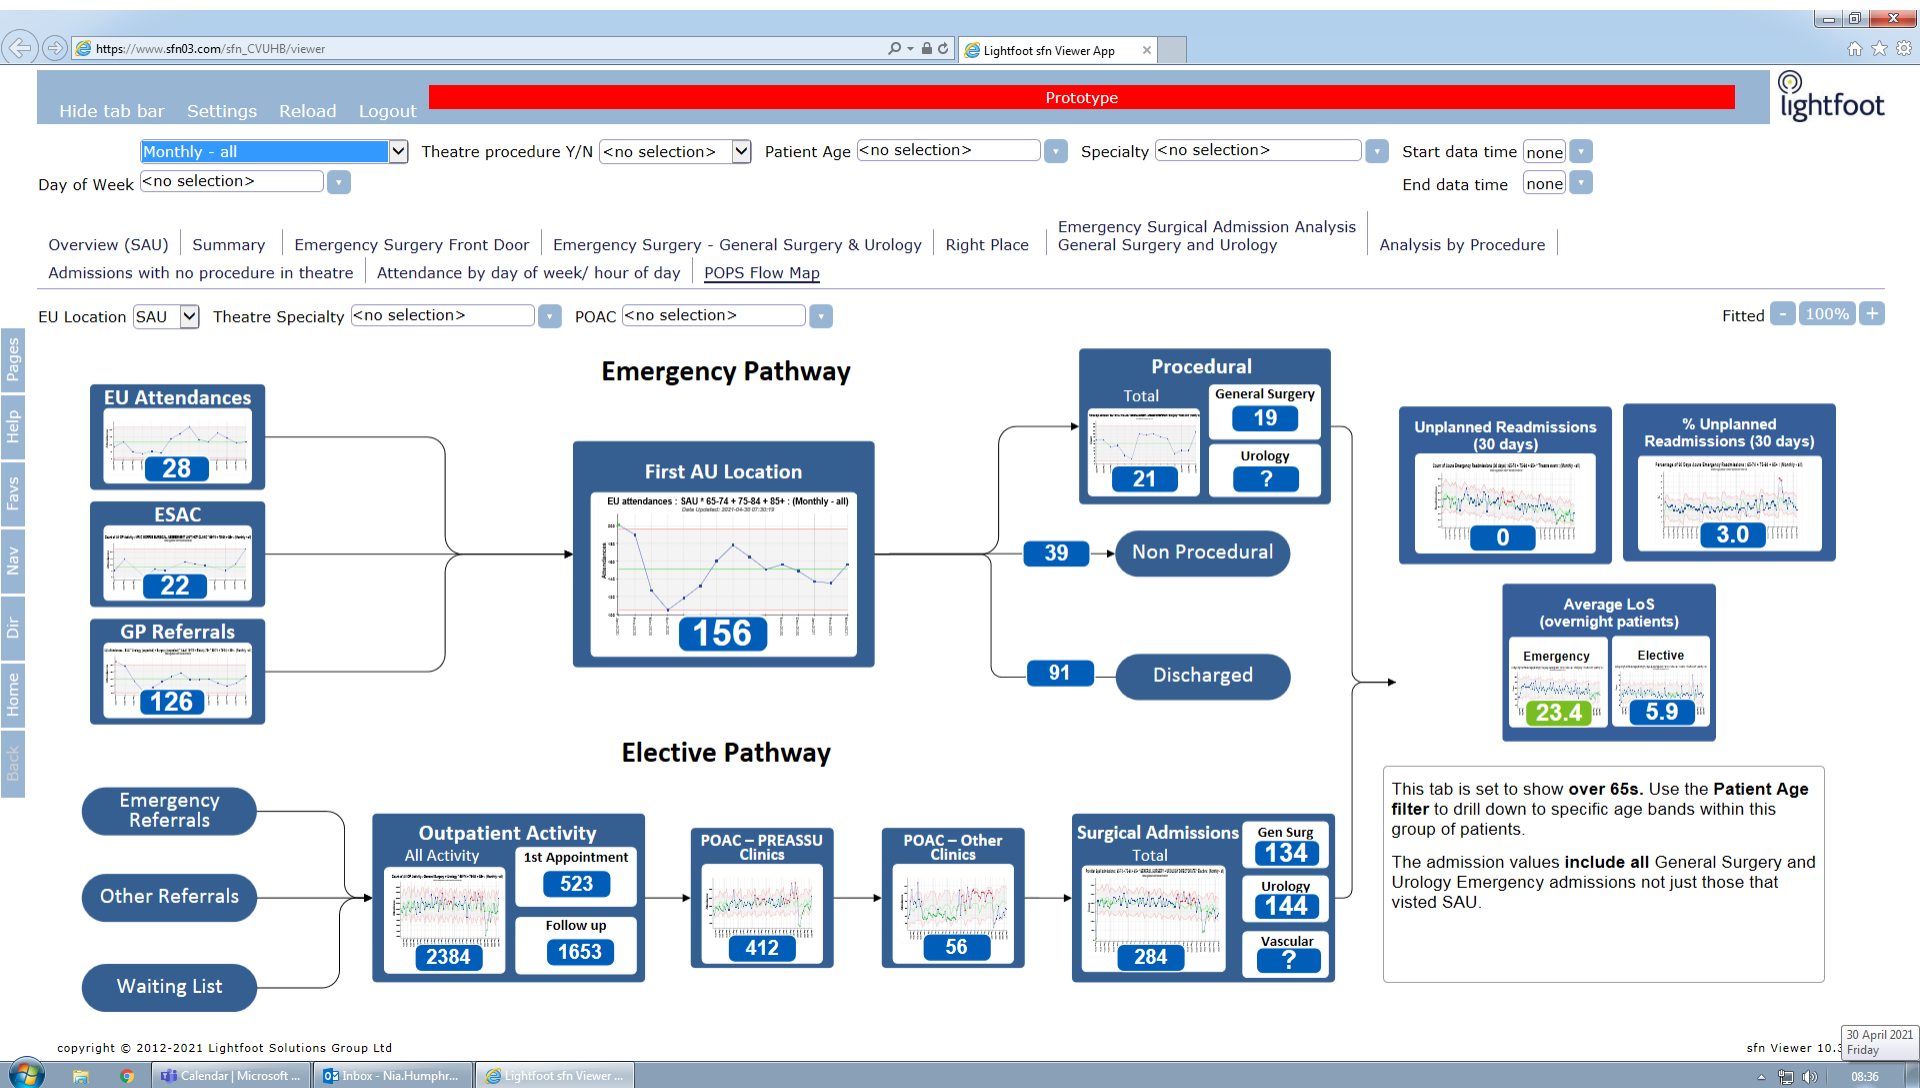 https://www.sfn03.com/sfn_CVUHB/viewer
Lightfoot sfn Viewer App
Hide tab bar Settings Reload Logout
Prototype
lightfoot
Monthly - all
Theatre procedure Y/N <no selection>
Patient Age <no selection>
Specialty <no selection>
Start data time none
Day of Week <no selection>
End data time none
Overview (SAU)
Summary
Emergency Surgery Front Door
Emergency Surgery - General Surgery & Urology
Right Place
Emergency Surgical Admission Analysis
General Surgery and Urology
Analysis by Procedure
Admissions with no procedure in theatre
Attendance by day of week/ hour of day
POPS Flow Map
EU Location SAU
Theatre Specialty <no selection>
POAC <no selection>
Fitted - 100% +
Pages
Help
Favs
Nav
Dir
Home
Back
Emergency Pathway
EU Attendances
28
ESAC
22
GP Referrals
126
First AU Location
EU attendances : SAU * 65-74 + 75-84 + 85+ : (Monthly - all)
Date Updated: 2021-04-30 07:30:19
Attendances
156
Procedural
Total
21
General Surgery
19
Urology
?
39
Non Procedural
91
Discharged
Unplanned Readmissions
(30 days)
0
% Unplanned
Readmissions (30 days)
3.0
Average LoS
(overnight patients)
Emergency
23.4
Elective
5.9
Elective Pathway
Emergency
Referrals
Other Referrals
Waiting List
Outpatient Activity
All Activity
2384
1st Appointment
523
Follow up
1653
POAC – PREASSU
Clinics
412
POAC – Other
Clinics
56
Surgical Admissions
Total
284
Gen Surg
134
Urology
144
Vascular
?
This tab is set to show over 65s. Use the Patient Age
filter to drill down to specific age bands within this
group of patients.
The admission values include all General Surgery and
Urology Emergency admissions not just those that
visted SAU.
copyright © 2012-2021 Lightfoot Solutions Group Ltd
sfn Viewer 10.3
30 April 2021
Friday
Calendar | Microsoft ...
Inbox - Nia.Humphr...
Lightfoot sfn Viewer ...
08:36